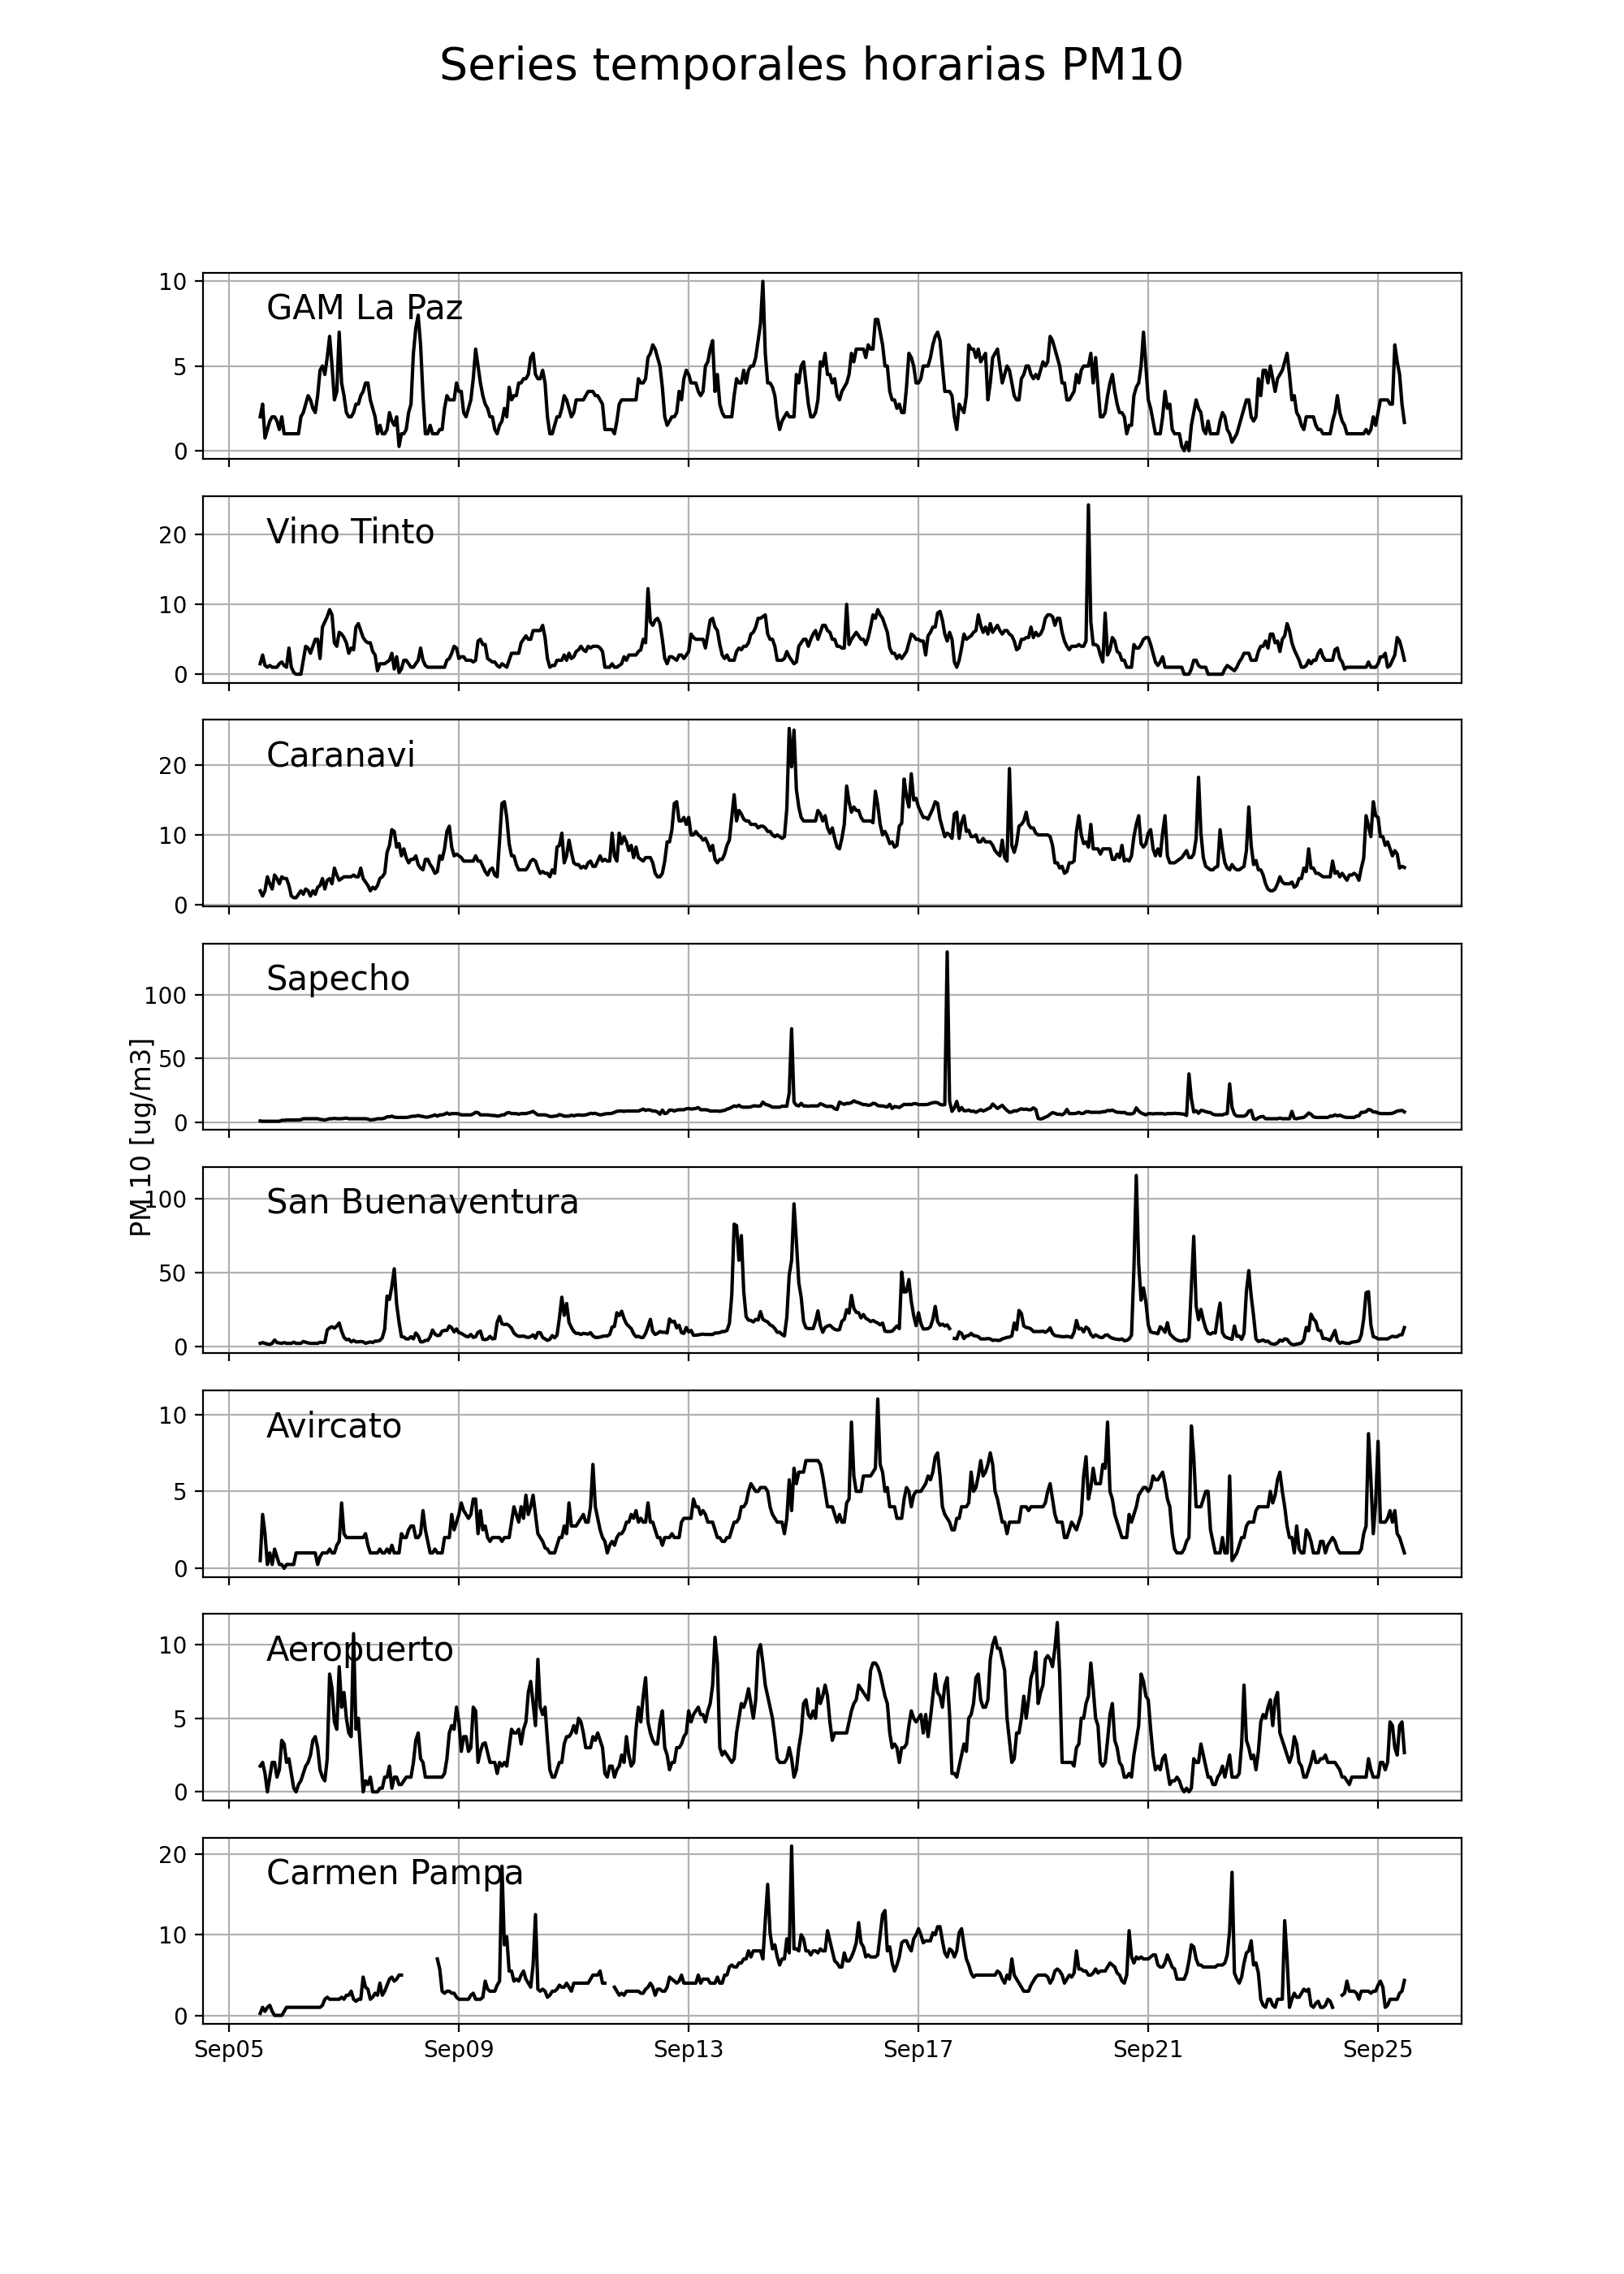 Series temporales horarias PM10
GAM La Paz
10
5
0
Vino Tinto
20
10
0
Caranavi
20
10
0
Sapecho
100
50
0
PM 10 [ug/m3]
San Buenaventura
100
50
0
Avircato
10
5
0
Aeropuerto
10
5
0
Carmen Pampa
20
10
0
Sep05 Sep09 Sep13 Sep17 Sep21 Sep25